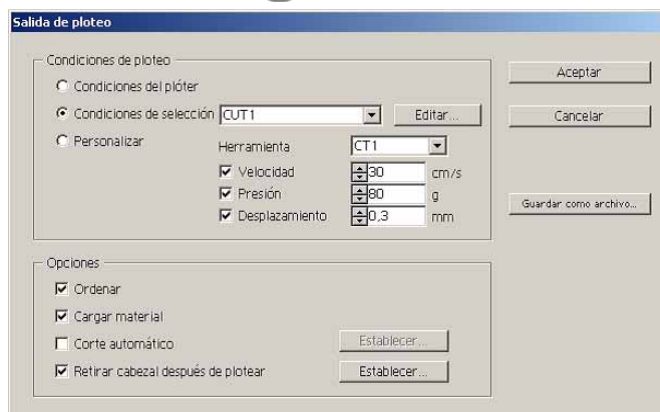 Salida de ploteo
Condiciones de ploteo
Condiciones del plóter
Condiciones de selección CUT1 Editar...
Personalizar
Herramienta CT1
Velocidad 30 cm/s
Presión 80 g
Desplazamiento 0,3 mm
Opciones
Ordenar
Cargar material
Corte automático Establecer...
Retirar cabezal después de plotear Establecer...
Aceptar
Cancelar
Guardar como archivo...